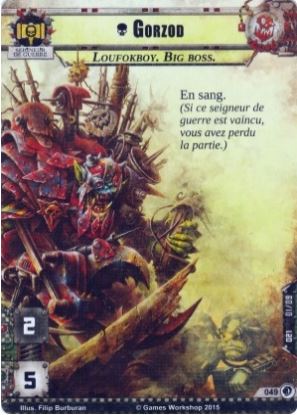 Gorzod
SEIGNEUR
DE GUERRE
LOUFOKBOY. BIG BOSS.
En sang.
(Si ce seigneur de
guerre est vaincu,
vous avez perdu
la partie.)
2
5
049
Illus. Filip Burburan
© Games Workshop 2015